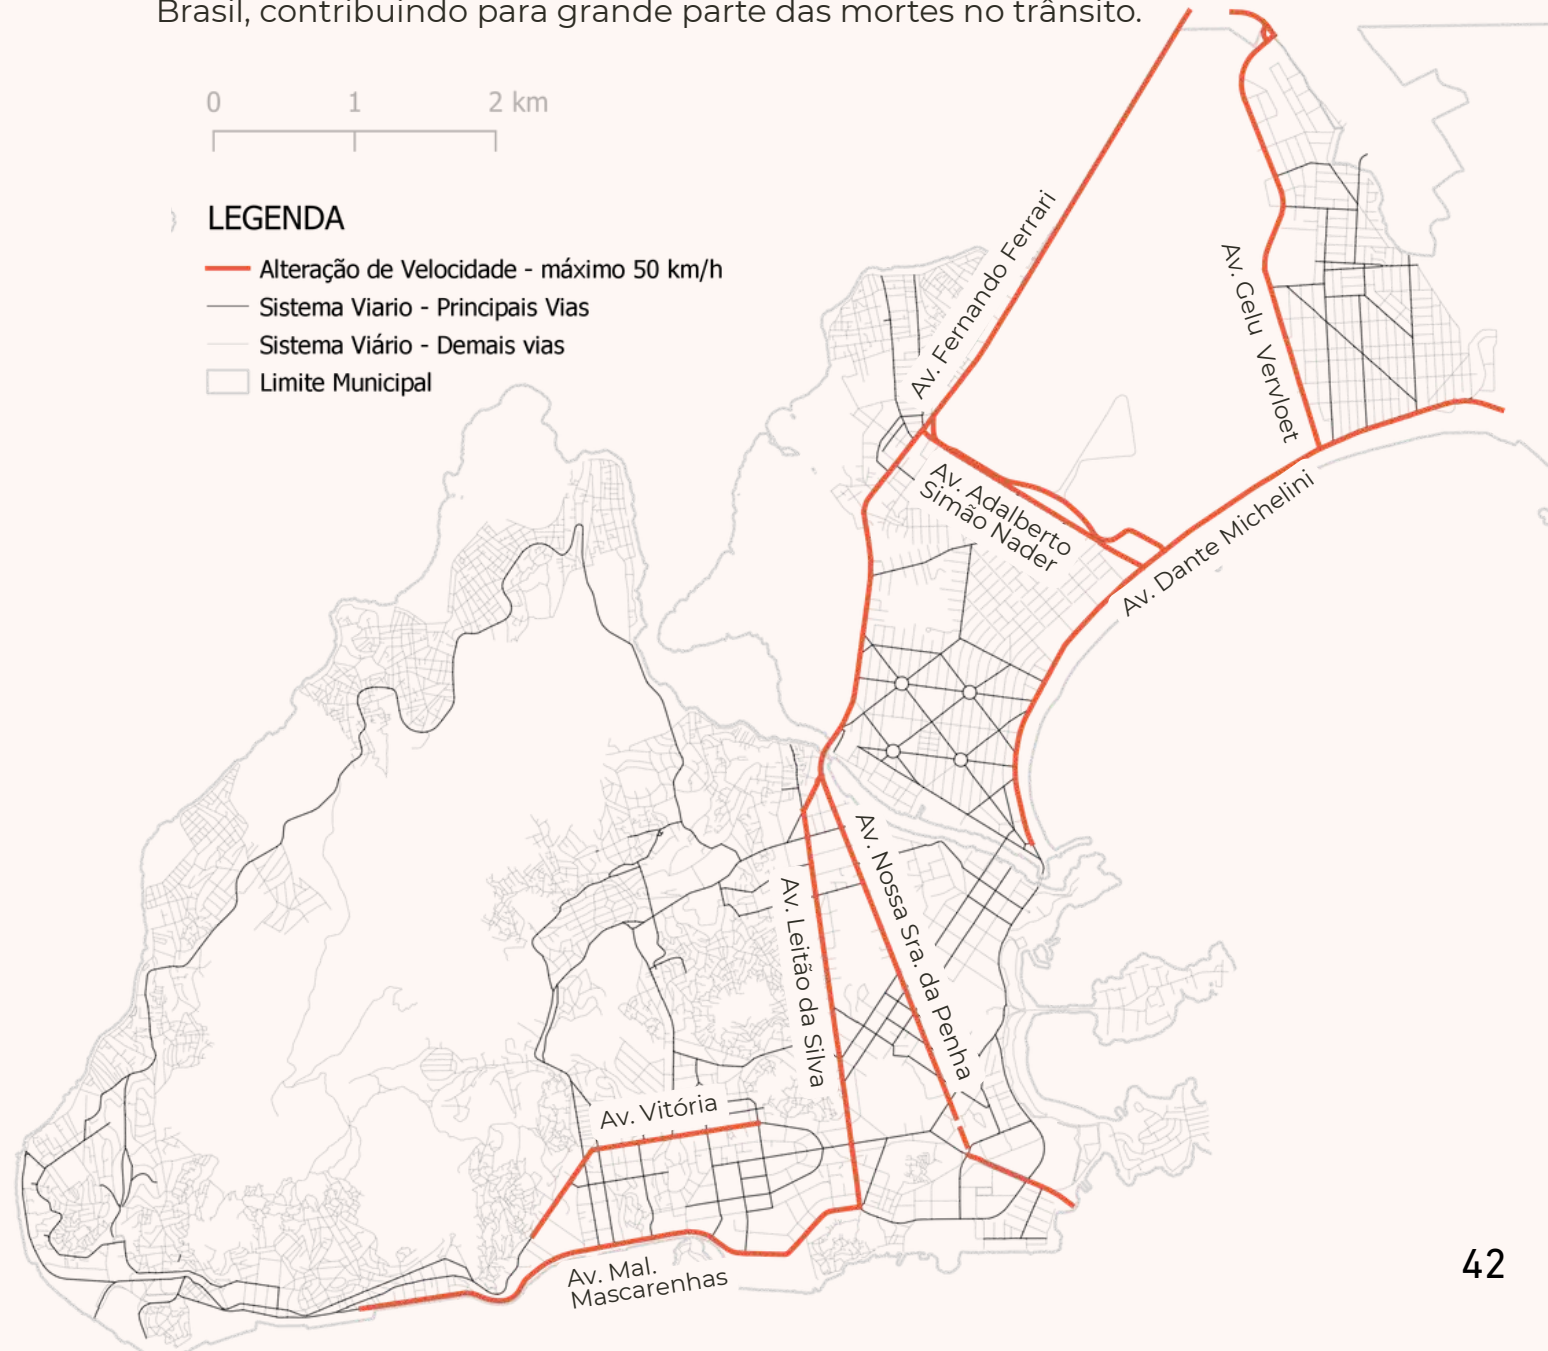 Brasil, contribuindo para grande parte das mortes no trânsito.
0 1 2 km
LEGENDA
Alteração de Velocidade - máximo 50 km/h
Sistema Viario - Principais Vias
Sistema Viário - Demais vias
Limite Municipal
Av. Fernando Ferrari
Av. Gelu Vervloet
Av. Adalberto
Simão Nader
Av. Dante Michelini
Av. Nossa Sra. da Penha
Av. Leitão da Silva
Av. Vitória
Av. Mal.
Mascarenhas
42